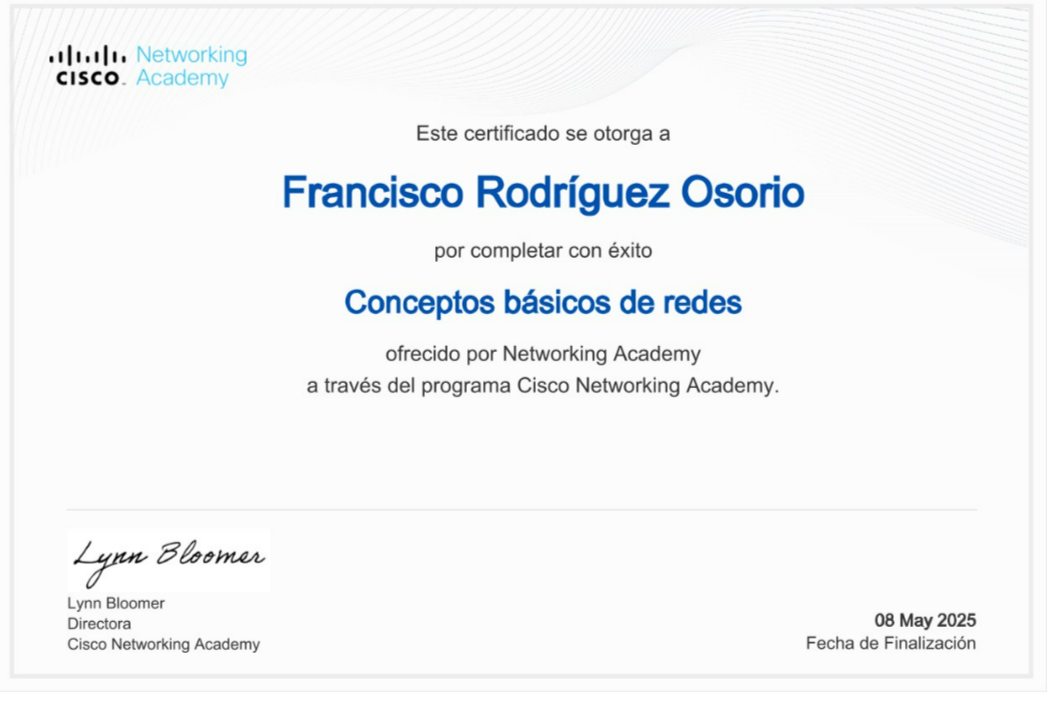 Networking
CISCO. Academy
Este certificado se otorga a
Francisco Rodríguez Osorio
por completar con éxito
Conceptos básicos de redes
ofrecido por Networking Academy
a través del programa Cisco Networking Academy.
Lynn Bloomer
Lynn Bloomer
Directora
Cisco Networking Academy
08 May 2025
Fecha de Finalización